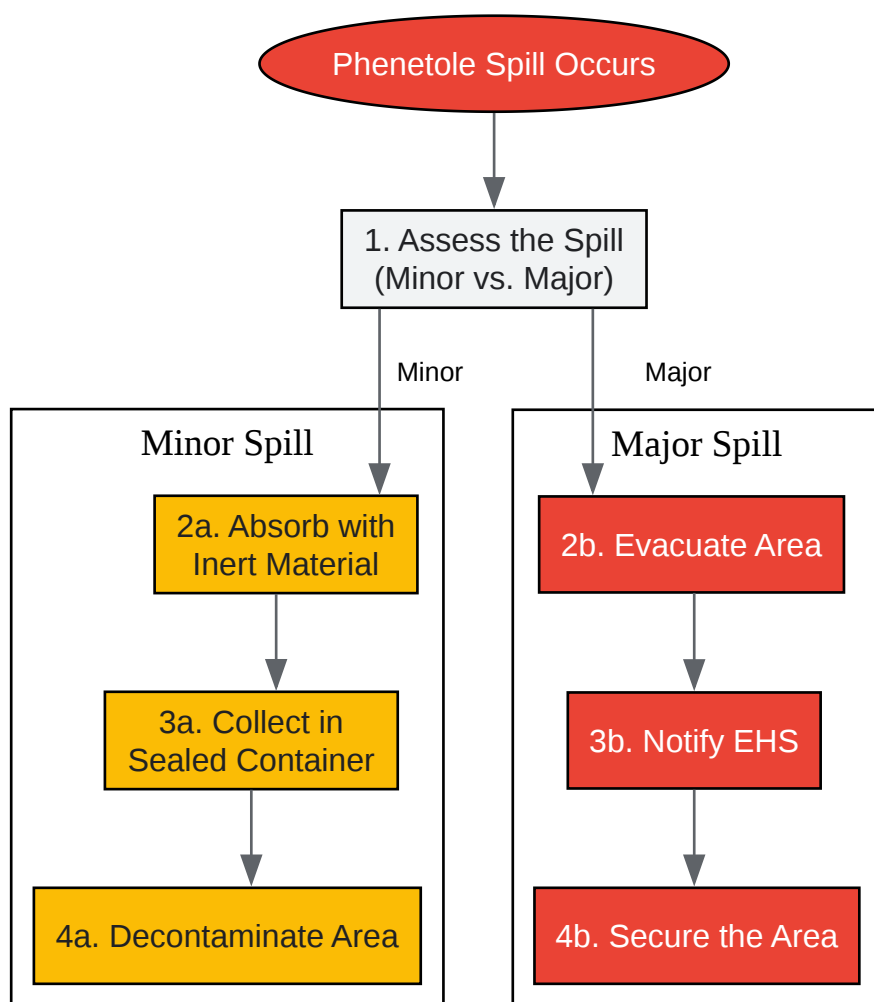 Phenetole Spill Occurs
1. Assess the Spill
(Minor vs. Major)
Minor
Major
Minor Spill
2a. Absorb with
Inert Material
3a. Collect in
Sealed Container
4a. Decontaminate Area
Major Spill
2b. Evacuate Area
3b. Notify EHS
4b. Secure the Area